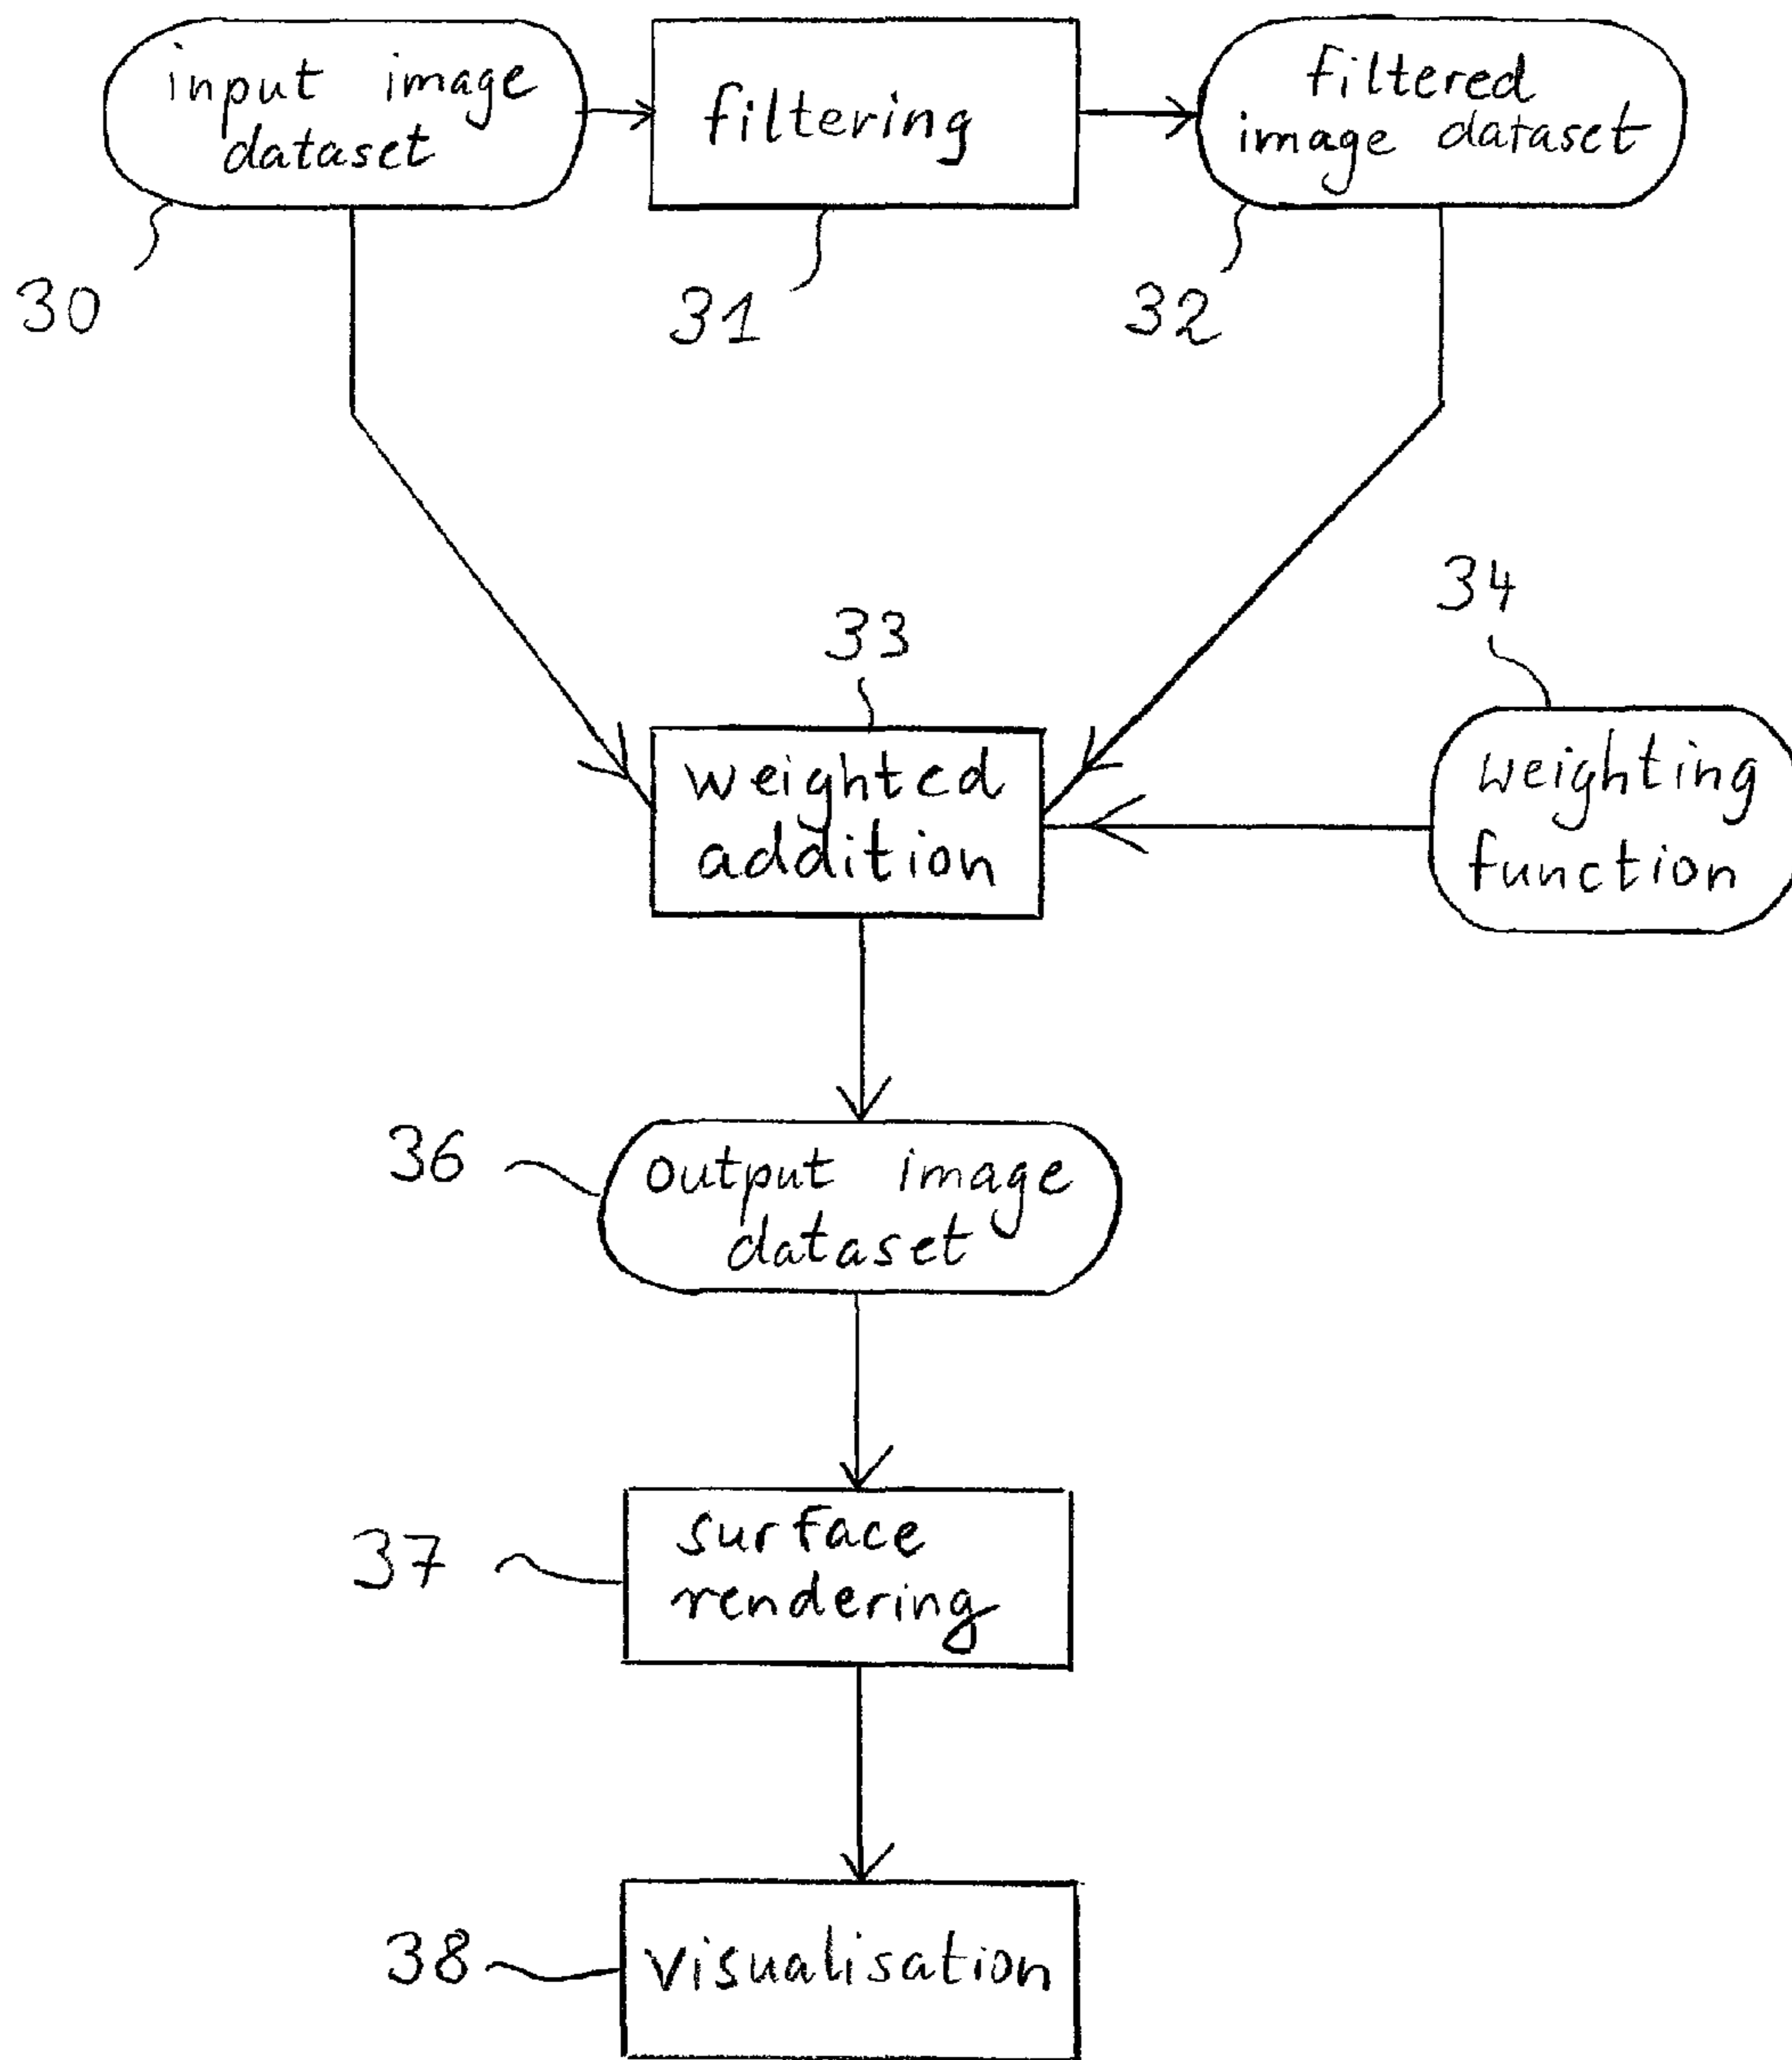 input image
dataset
filtering
filtered
image dataset
30
31
32
33
34
weighted
addition
weighting
function
36
output image
dataset
37
surface
rendering
38
visualisation